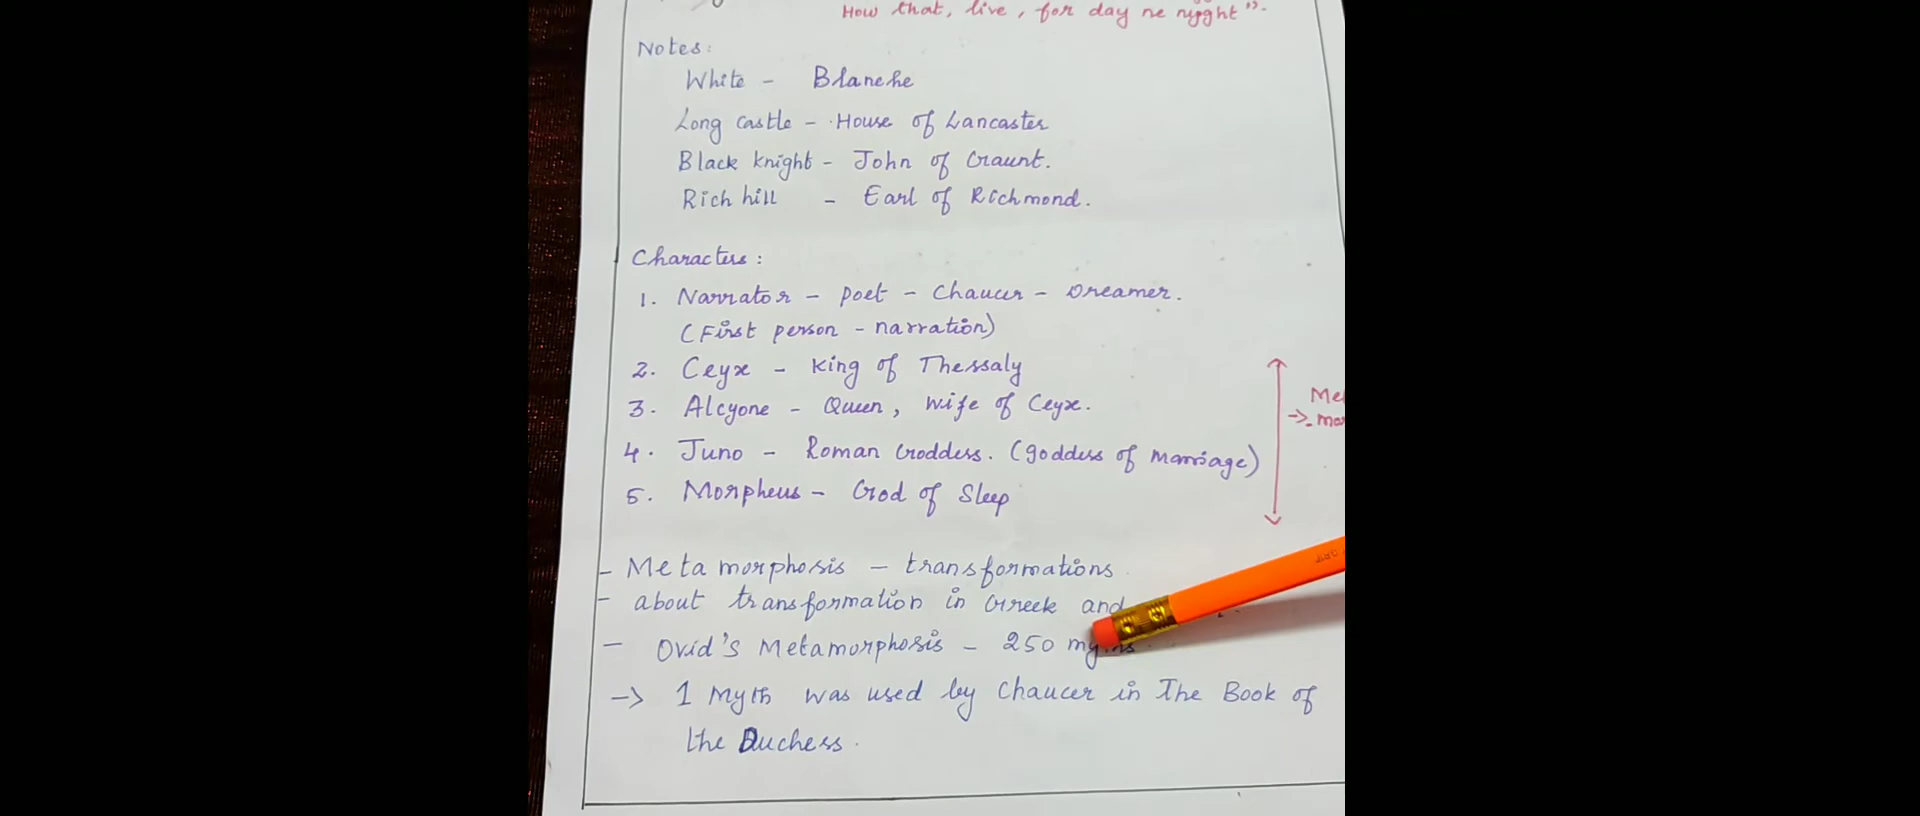 How that, live, for day ne nyght".
Notes:
White - Blanche
Long castle - House of Lancaster
Black knight - John of Graunt.
Rich hill - Earl of Richmond.
Characters:
1. Narrator - poet - Chaucer - Dreamer.
(First person - narration)
2. Ceyx - King of Thessaly
3. Alcyone - Queen, wife of Ceyx.
4. Juno - Roman Goddess. (goddess of marriage)
5. Morpheus - God of Sleep
- Metamorphosis - transformations
- about transformation in Greek and
- Ovid's Metamorphosis - 250 myths
→ 1 Myth was used by Chaucer in The Book of
the Duchess.